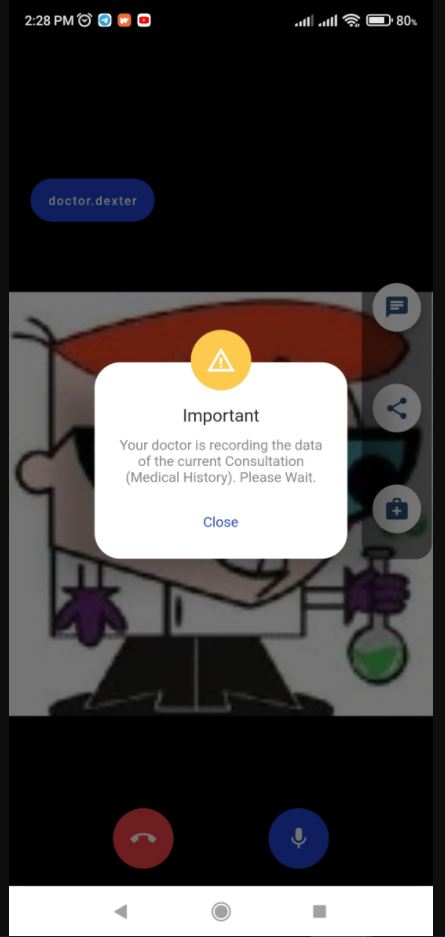 2:28 PM 80%
doctor.dexter
Important
Your doctor is recording the data
of the current Consultation
(Medical History). Please Wait.
Close